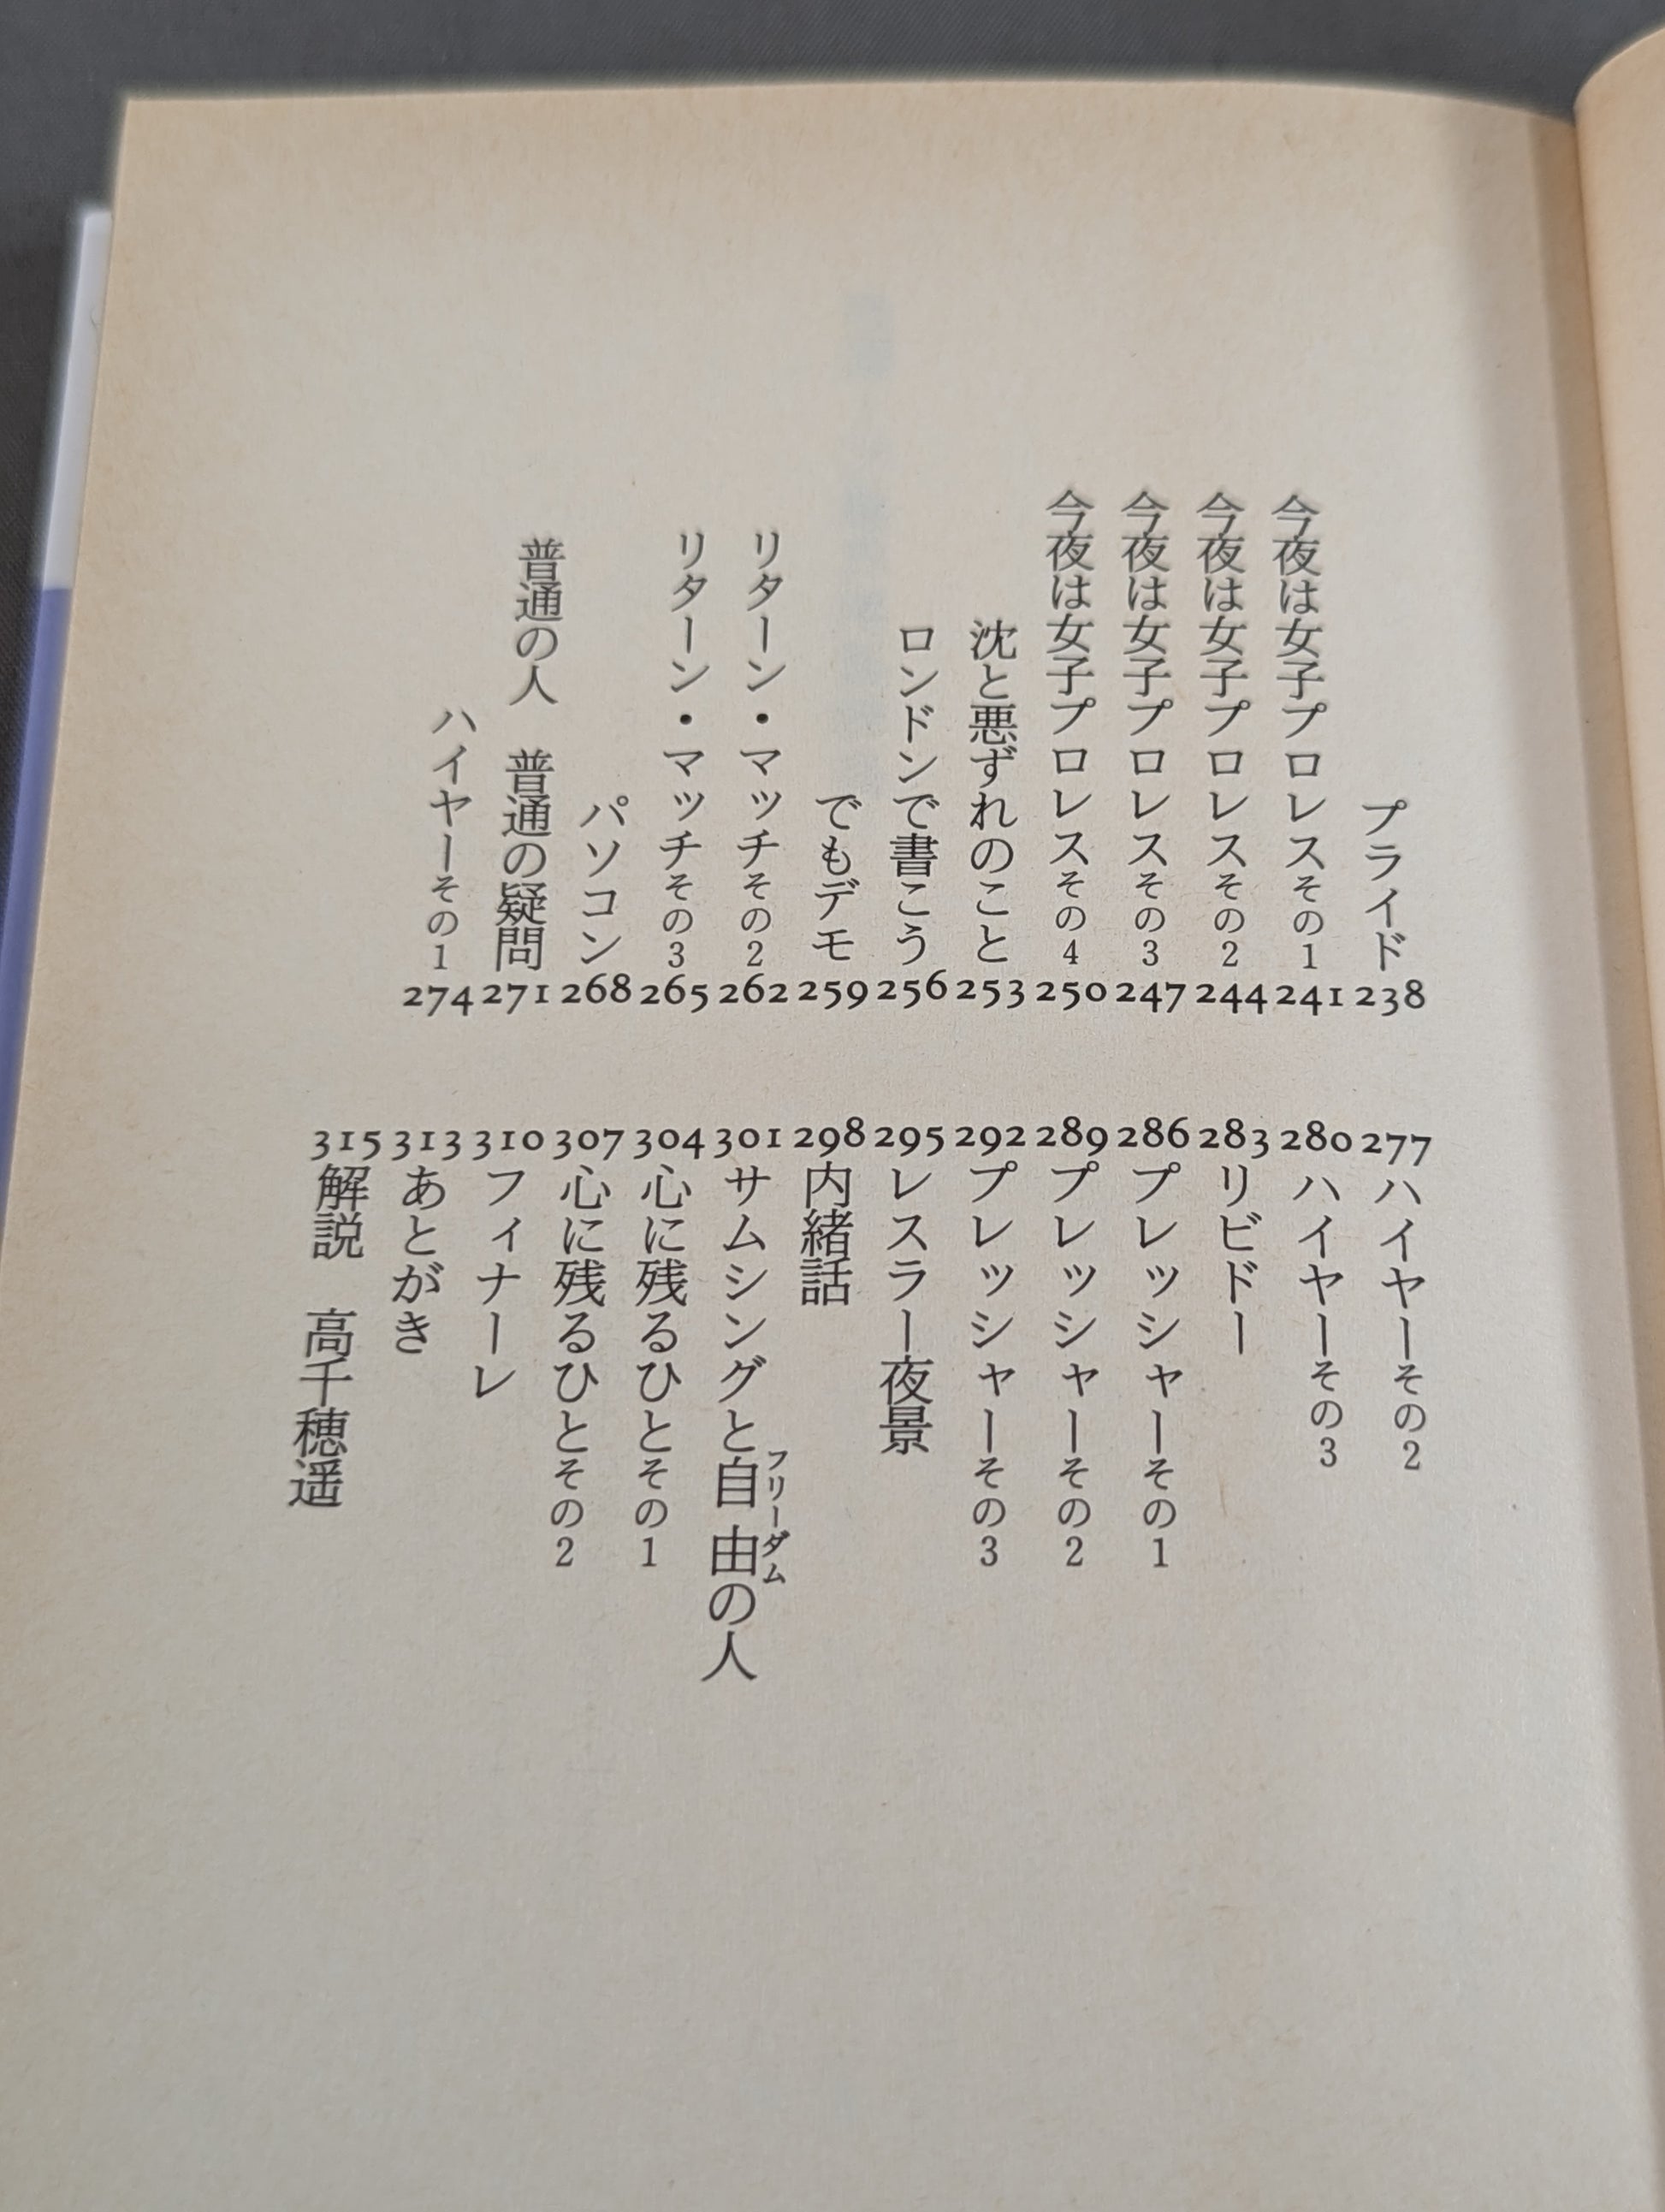 プライド 238
今夜は女子プロレスその1 241
今夜は女子プロレスその2 244
今夜は女子プロレスその3 247
今夜は女子プロレスその4 250
沈と悪ずれのこと 253
ロンドンで書こう 256
でもデモ 259
リターン・マッチその2 262
リターン・マッチその3 265
パソコン 268
普通の人　普通の疑問 271
ハイヤーその1 274
277 ハイヤーその2
280 ハイヤーその3
283 リビドー
286 プレッシャーその1
289 プレッシャーその2
292 プレッシャーその3
295 レスラー夜景
298 内緒話
301 サムシングと自由の人
フリーダム
304 心に残るひとその1
307 心に残るひとその2
310 フィナーレ
313 あとがき
315 解説　高千穂遥